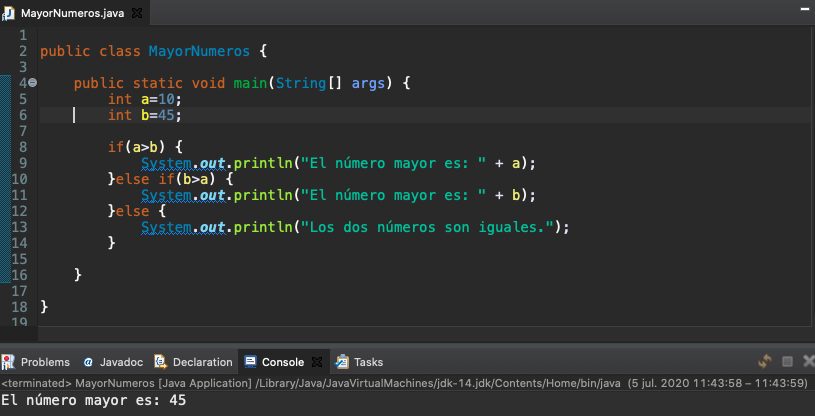 MayorNumeros.java
1
2 public class MayorNumeros {
3
4 public static void main(String[] args) {
5 int a=10;
6 int b=45;
7
8 if(a>b) {
9 System.out.println("El número mayor es: " + a);
10 }else if(b>a) {
11 System.out.println("El número mayor es: " + b);
12 }else {
13 System.out.println("Los dos números son iguales.");
14 }
15
16 }
17
18 }
19
Problems @ Javadoc Declaration Console Tasks
<terminated> MayorNumeros [Java Application] /Library/Java/JavaVirtualMachines/jdk-14.jdk/Contents/Home/bin/java (5 jul. 2020 11:43:58 – 11:43:59)
El número mayor es: 45